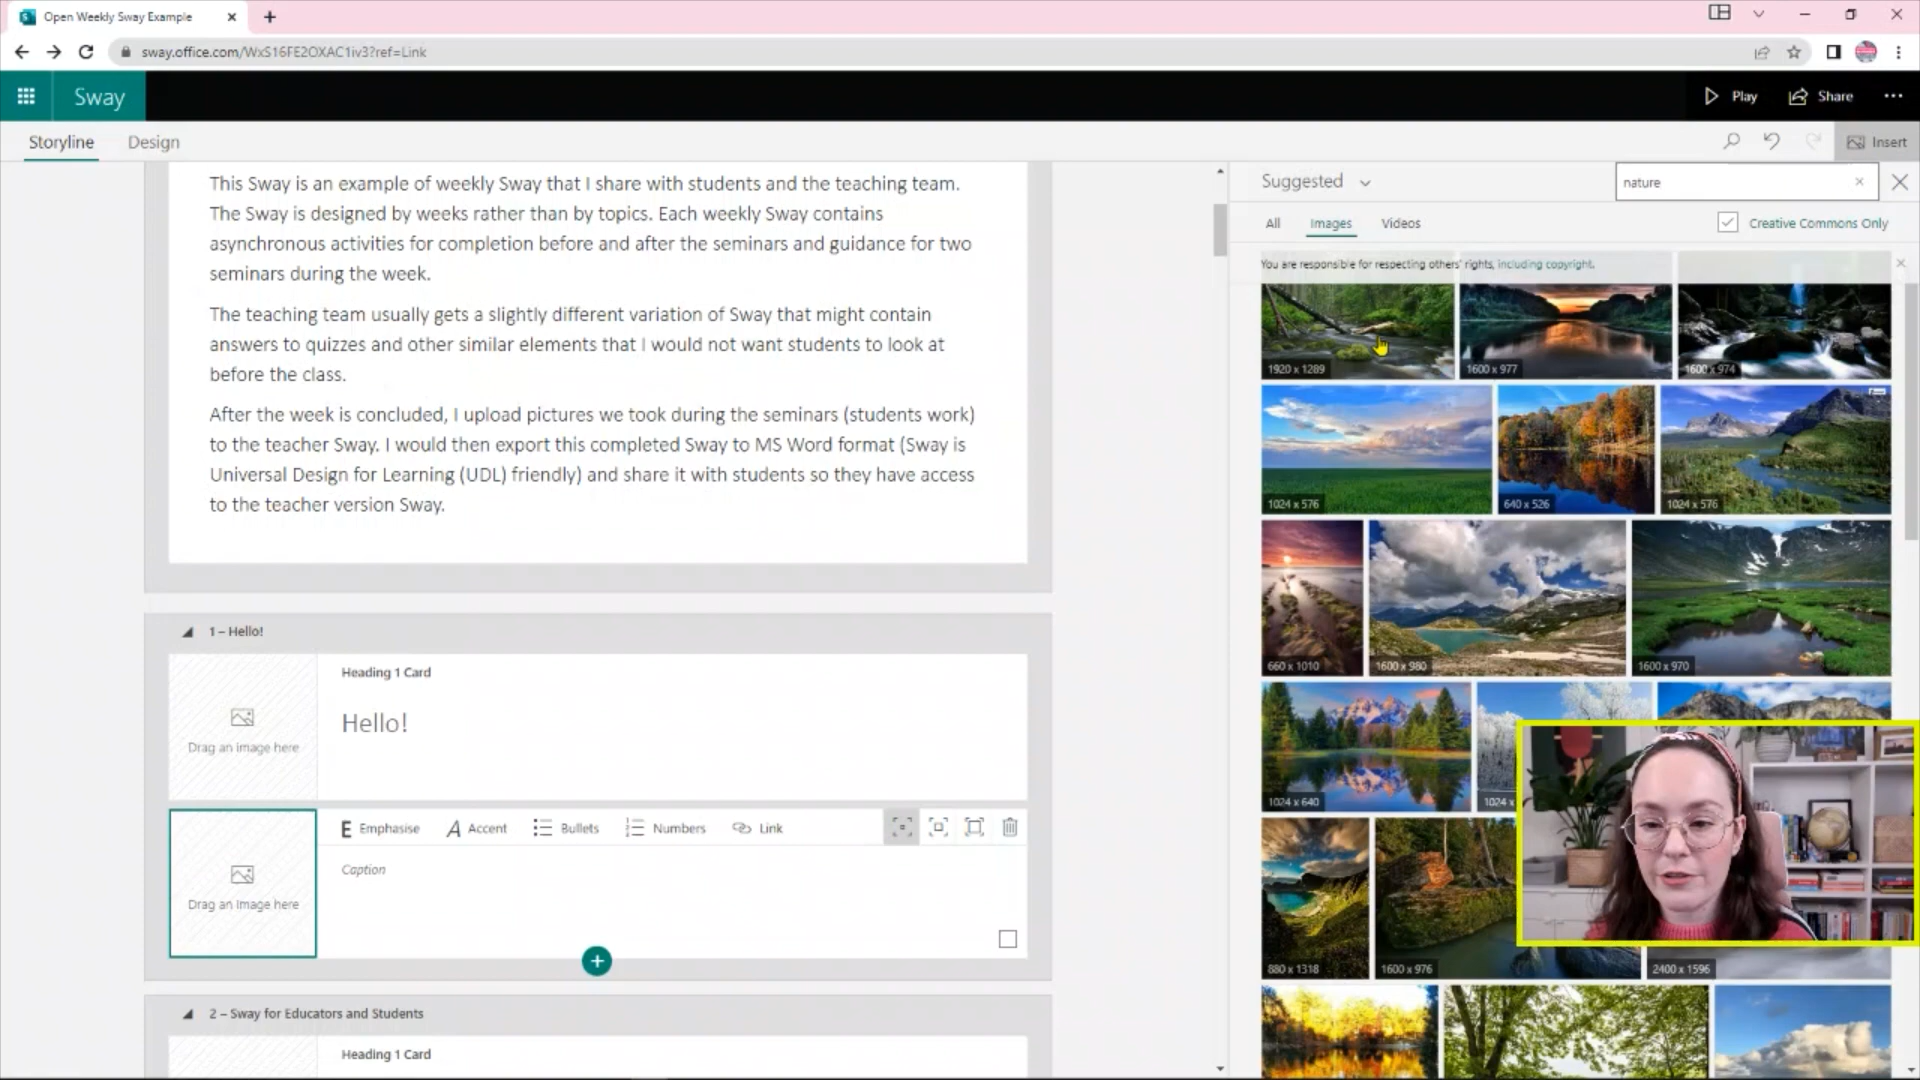 Open Weekly Sway Example
sway.office.com/WxS16FE2OXAC1iv3?ref=Link
Sway
Play
Share
Storyline
Design
Insert
This Sway is an example of weekly Sway that I share with students and the teaching team.
The Sway is designed by weeks rather than by topics. Each weekly Sway contains
asynchronous activities for completion before and after the seminars and guidance for two
seminars during the week.
The teaching team usually gets a slightly different variation of Sway that might contain
answers to quizzes and other similar elements that I would not want students to look at
before the class.
After the week is concluded, I upload pictures we took during the seminars (students work)
to the teacher Sway. I would then export this completed Sway to MS Word format (Sway is
Universal Design for Learning (UDL) friendly) and share it with students so they have access
to the teacher version Sway.
1 – Hello!
Heading 1 Card
Hello!
Drag an image here
Emphasise
Accent
Bullets
Numbers
Link
Caption
Drag an image here
2 – Sway for Educators and Students
Heading 1 Card
Suggested
nature
All
Images
Videos
Creative Commons Only
You are responsible for respecting others' rights, including copyright.
1920 x 1289
1600 x 977
1600 x 974
1024 x 576
640 x 526
1024 x 576
660 x 1010
1600 x 980
1600 x 970
1024 x 640
1024 x
880 x 1318
1600 x 976
2400 x 1596